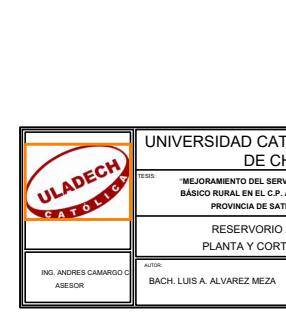 ULADECH
CATÓLICA
UNIVERSIDAD CAT
DE CH
TESIS:
"MEJORAMIENTO DEL SERV
BÁSICO RURAL EN EL C.P.
PROVINCIA DE SAT
RESERVORIO
PLANTA Y CORT
ING. ANDRES CAMARGO C
ASESOR
AUTOR:
BACH. LUIS A. ALVAREZ MEZA